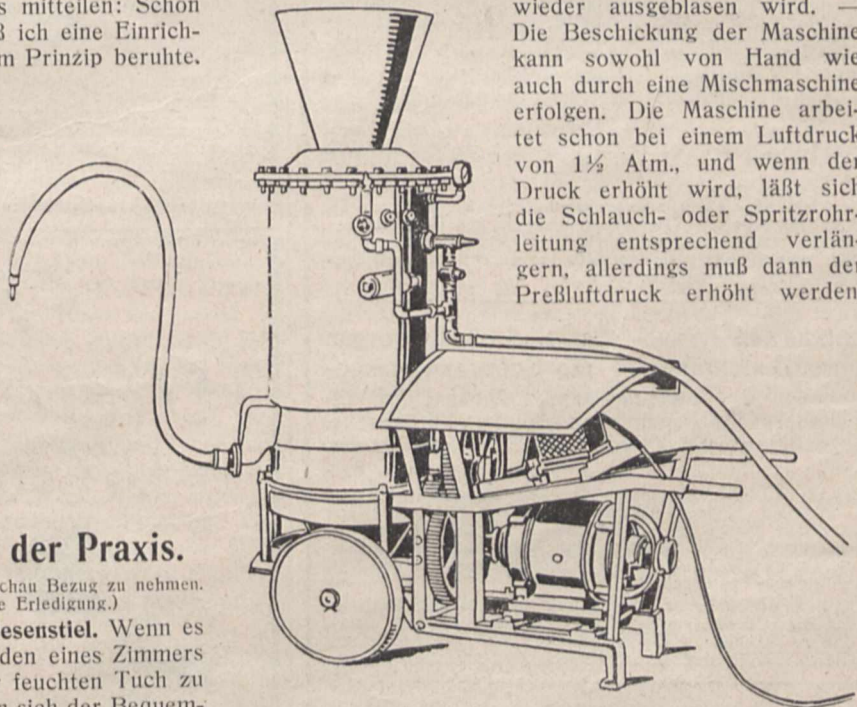 s mitteilen: Schon
ß ich eine Einrich-
m Prinzip beruhte.
wieder ausgeblasen wird. —
Die Beschickung der Maschine
kann sowohl von Hand wie
auch durch eine Mischmaschine
erfolgen. Die Maschine arbei-
tet schon bei einem Luftdruck
von 1½ Atm., und wenn der
Druck erhöht wird, läßt sich
die Schlauch- oder Spritzrohr-
leitung entsprechend verlän-
gern, allerdings muß dann der
Preßluftdruck erhöht werden
der Praxis.
chau Bezug zu nehmen.
e Erledigung.)
esenstiel. Wenn es
den eines Zimmers
feuchten Tuch zu
sich der Bequem-